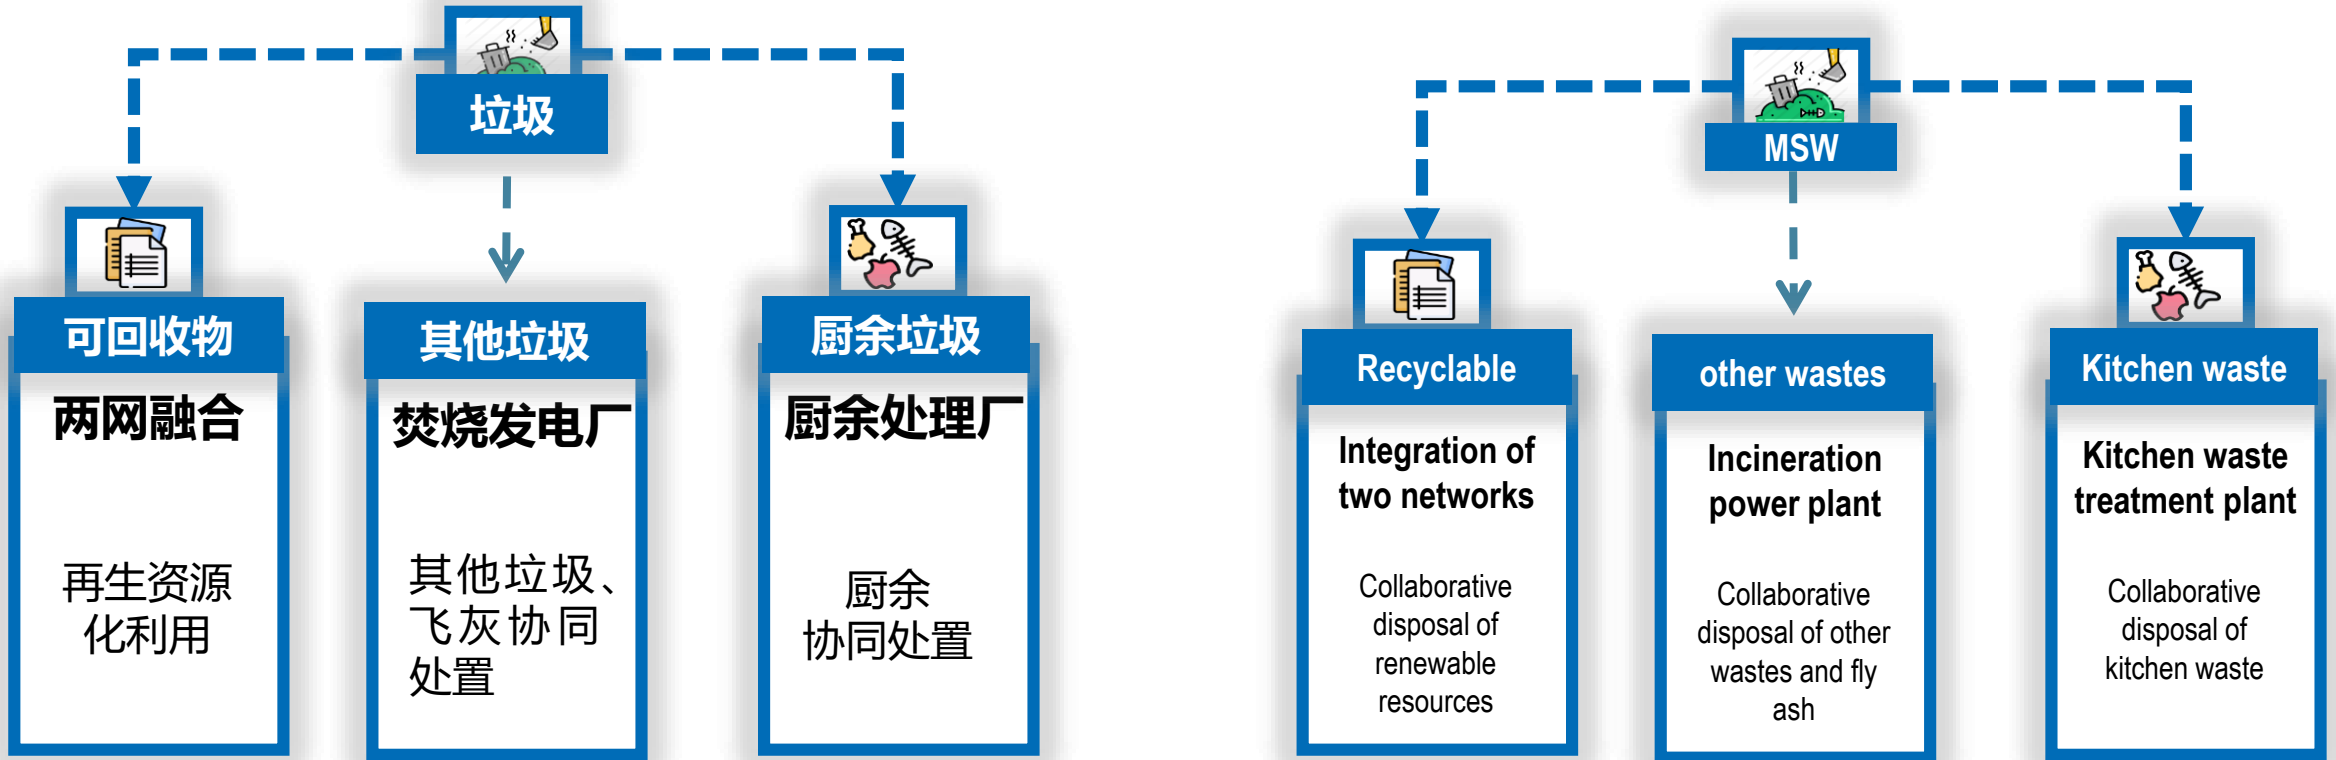 垃圾
可回收物
两网融合
再生资源
化利用
其他垃圾
焚烧发电厂
其他垃圾、
飞灰协同
处置
厨余垃圾
厨余处理厂
厨余
协同处置
MSW
Recyclable
Integration of
two networks
Collaborative
disposal of
renewable
resources
other wastes
Incineration
power plant
Collaborative
disposal of other
wastes and fly
ash
Kitchen waste
Kitchen waste
treatment plant
Collaborative
disposal of
kitchen waste